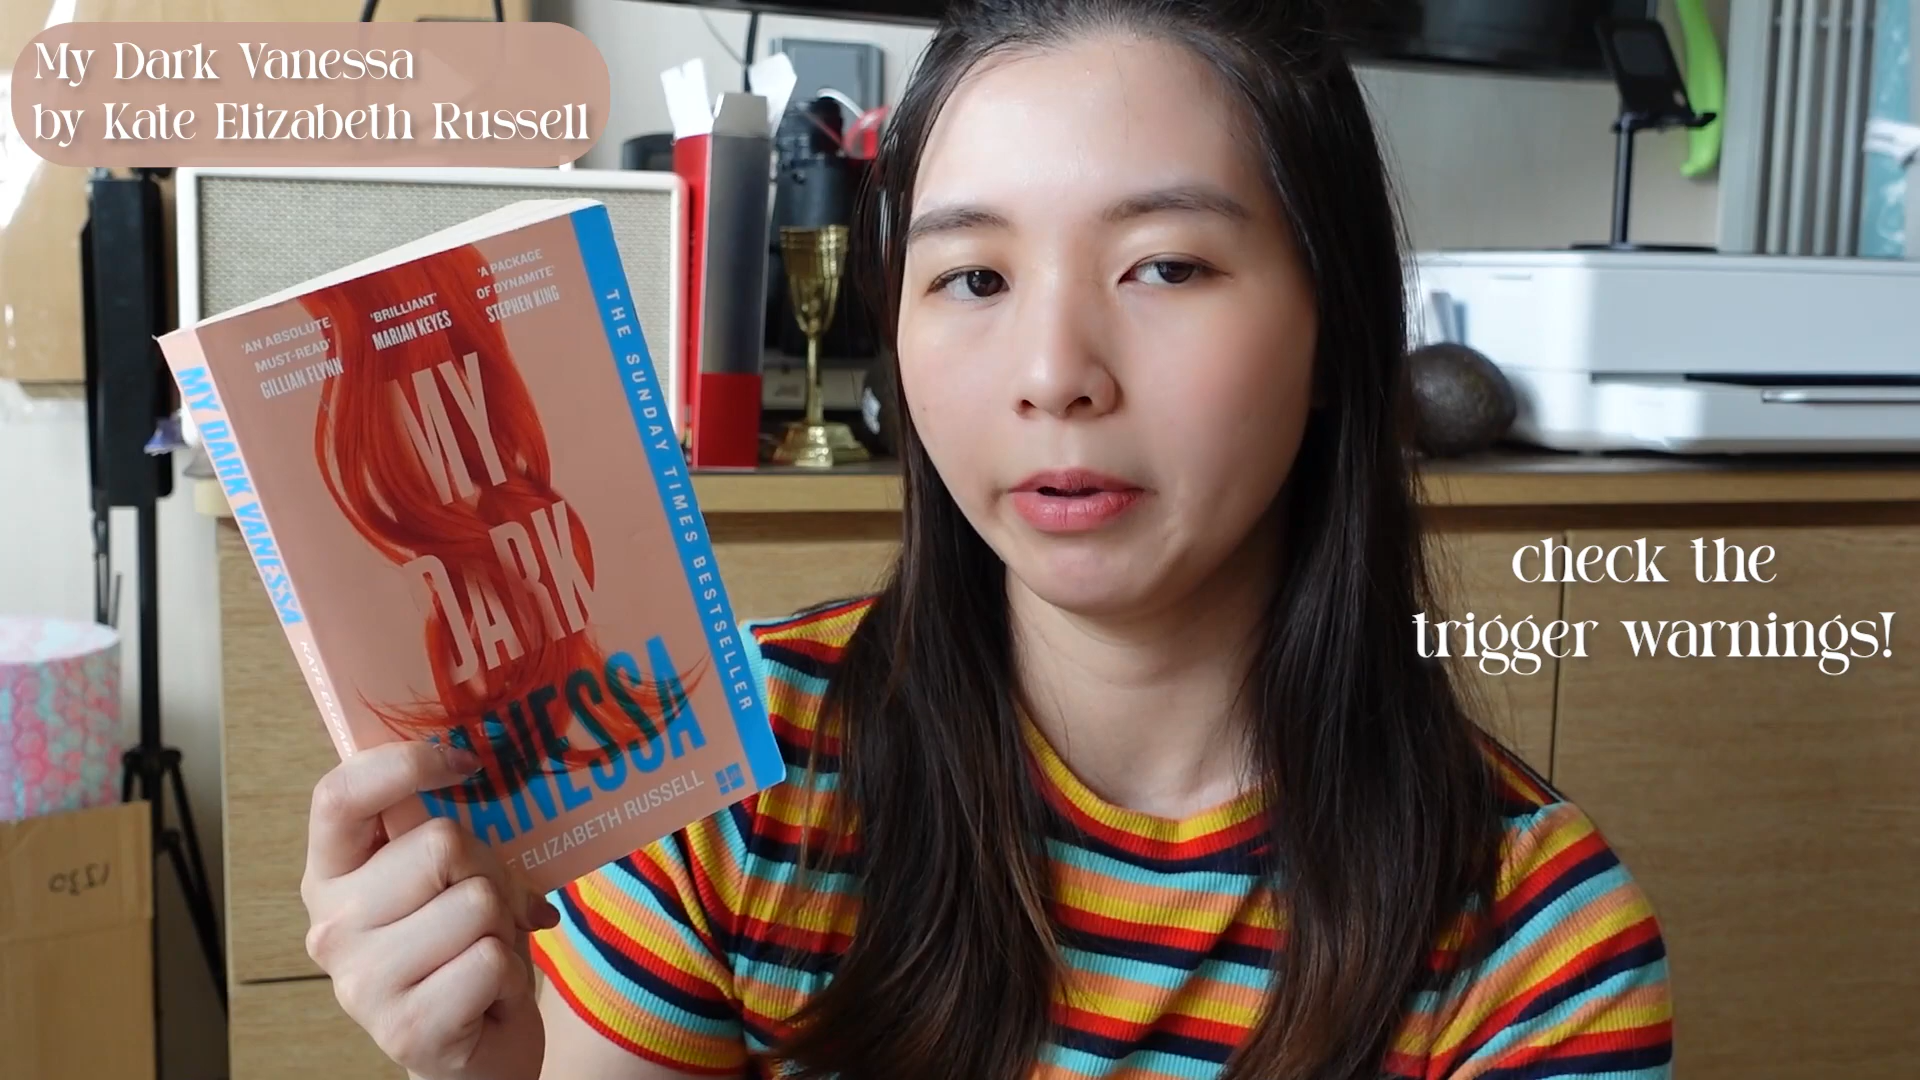 My Dark Vanessa
by Kate Elizabeth Russell
'AN ABSOLUTE
MUST-READ'
GILLIAN FLYNN
'BRILLIANT'
MARIAN KEYES
'A PACKAGE
OF DYNAMITE'
STEPHEN KING
MY
DARK
VANESSA
ELIZABETH RUSSELL
THE SUNDAY TIMES BESTSELLER
MY DARK VANESSA
check the
trigger warnings!